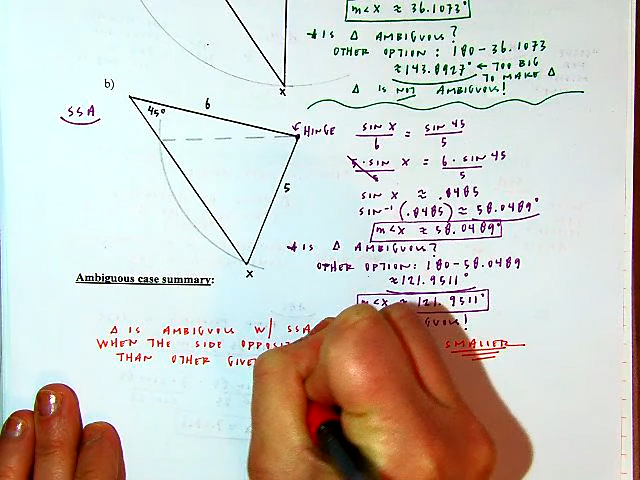 m<X ≈ 36.1073°
* IS Δ AMBIGUOUS?
OTHER OPTION: 180 - 36.1073
≈ 143.8927° ← TOO BIG
TO MAKE Δ
Δ IS NOT AMBIGUOUS!
X
b)
SSA
45°
6
HINGE
5
X
sin X / 6 = sin 45 / 5
5 · sin X / 5 = 6 · sin 45 / 5
sin X ≈ .8485
sin⁻¹ (.8485) ≈ 58.0489°
m<X ≈ 58.0489°
* IS Δ AMBIGUOUS?
OTHER OPTION: 180 - 58.0489
≈ 121.9511°
m<X ≈ 121.9511°
Ambiguous case summary:
Δ IS AMBIGUOUS W/ SSA
WHEN THE SIDE SMALLER
THAN OTHER